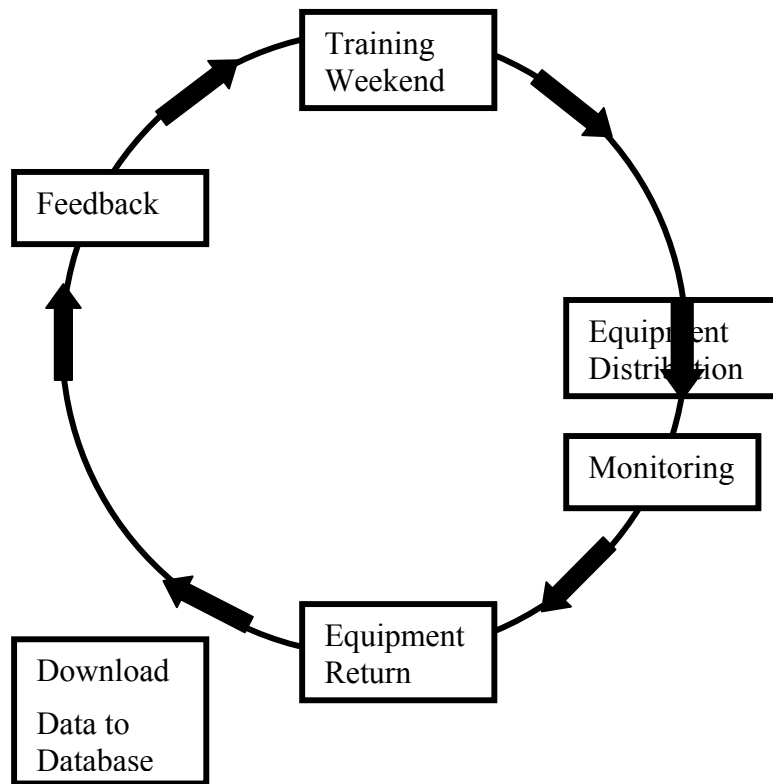 Training
Weekend
Feedback
Equipment
Distribution
Monitoring
Equipment
Return
Download
Data to
Database